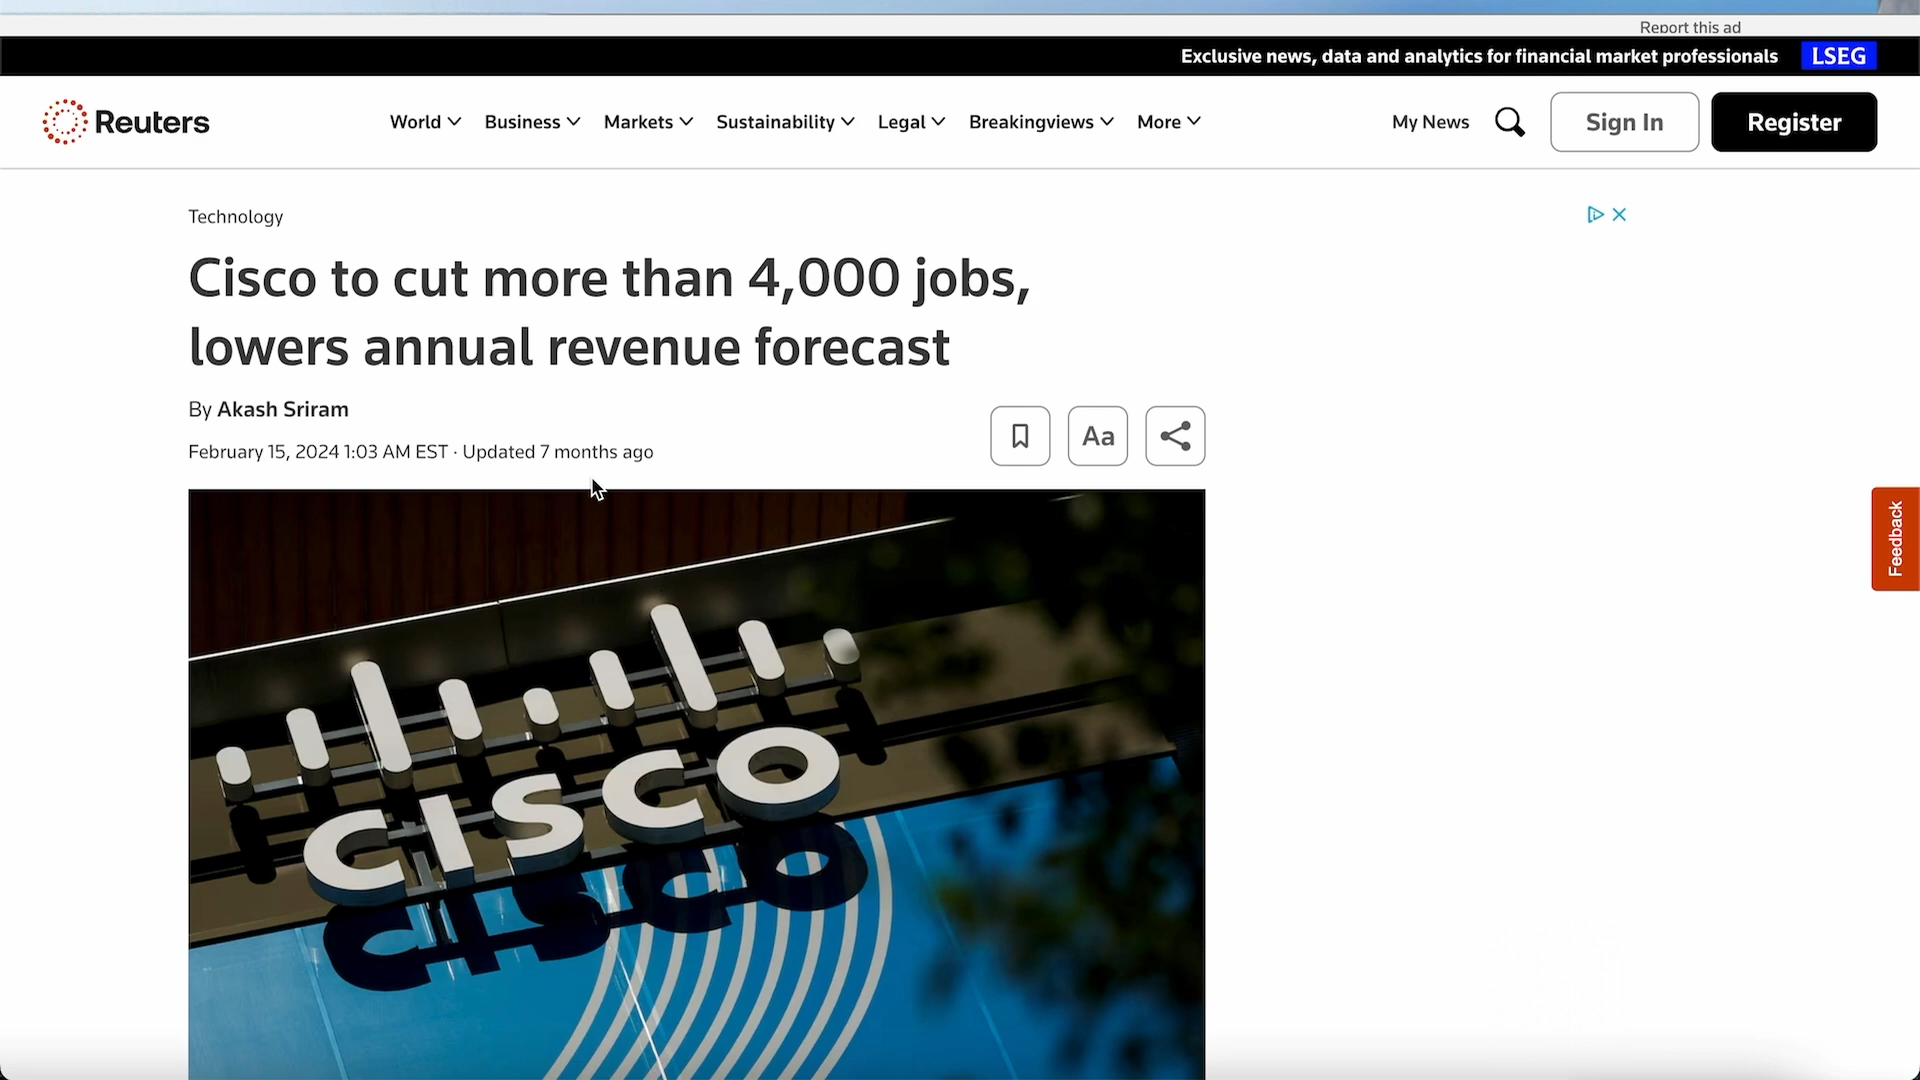 Report this ad
Exclusive news, data and analytics for financial market professionals LSEG
Reuters World Business Markets Sustainability Legal Breakingviews More My News Sign In Register
Technology
Cisco to cut more than 4,000 jobs,
lowers annual revenue forecast
By Akash Sriram
February 15, 2024 1:03 AM EST · Updated 7 months ago
Aa
Feedback
CISCO